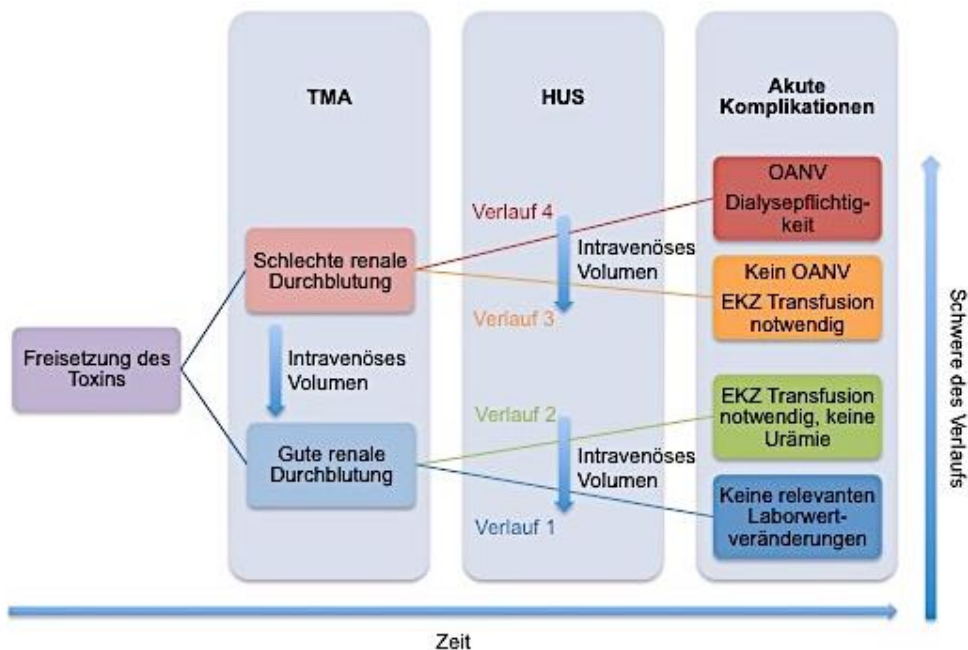 TMA
HUS
Akute
Komplikationen
Freisetzung des
Toxins
Schlechte renale
Durchblutung
Intravenöses
Volumen
Gute renale
Durchblutung
Verlauf 4
Intravenöses
Volumen
Verlauf 3
Verlauf 2
Intravenöses
Volumen
Verlauf 1
OANV
Dialysepflichtig-
keit
Kein OANV
EKZ Transfusion
notwendig
EKZ Transfusion
notwendig, keine
Urämie
Keine relevanten
Laborwert-
veränderungen
Schwere des Verlaufs
Zeit